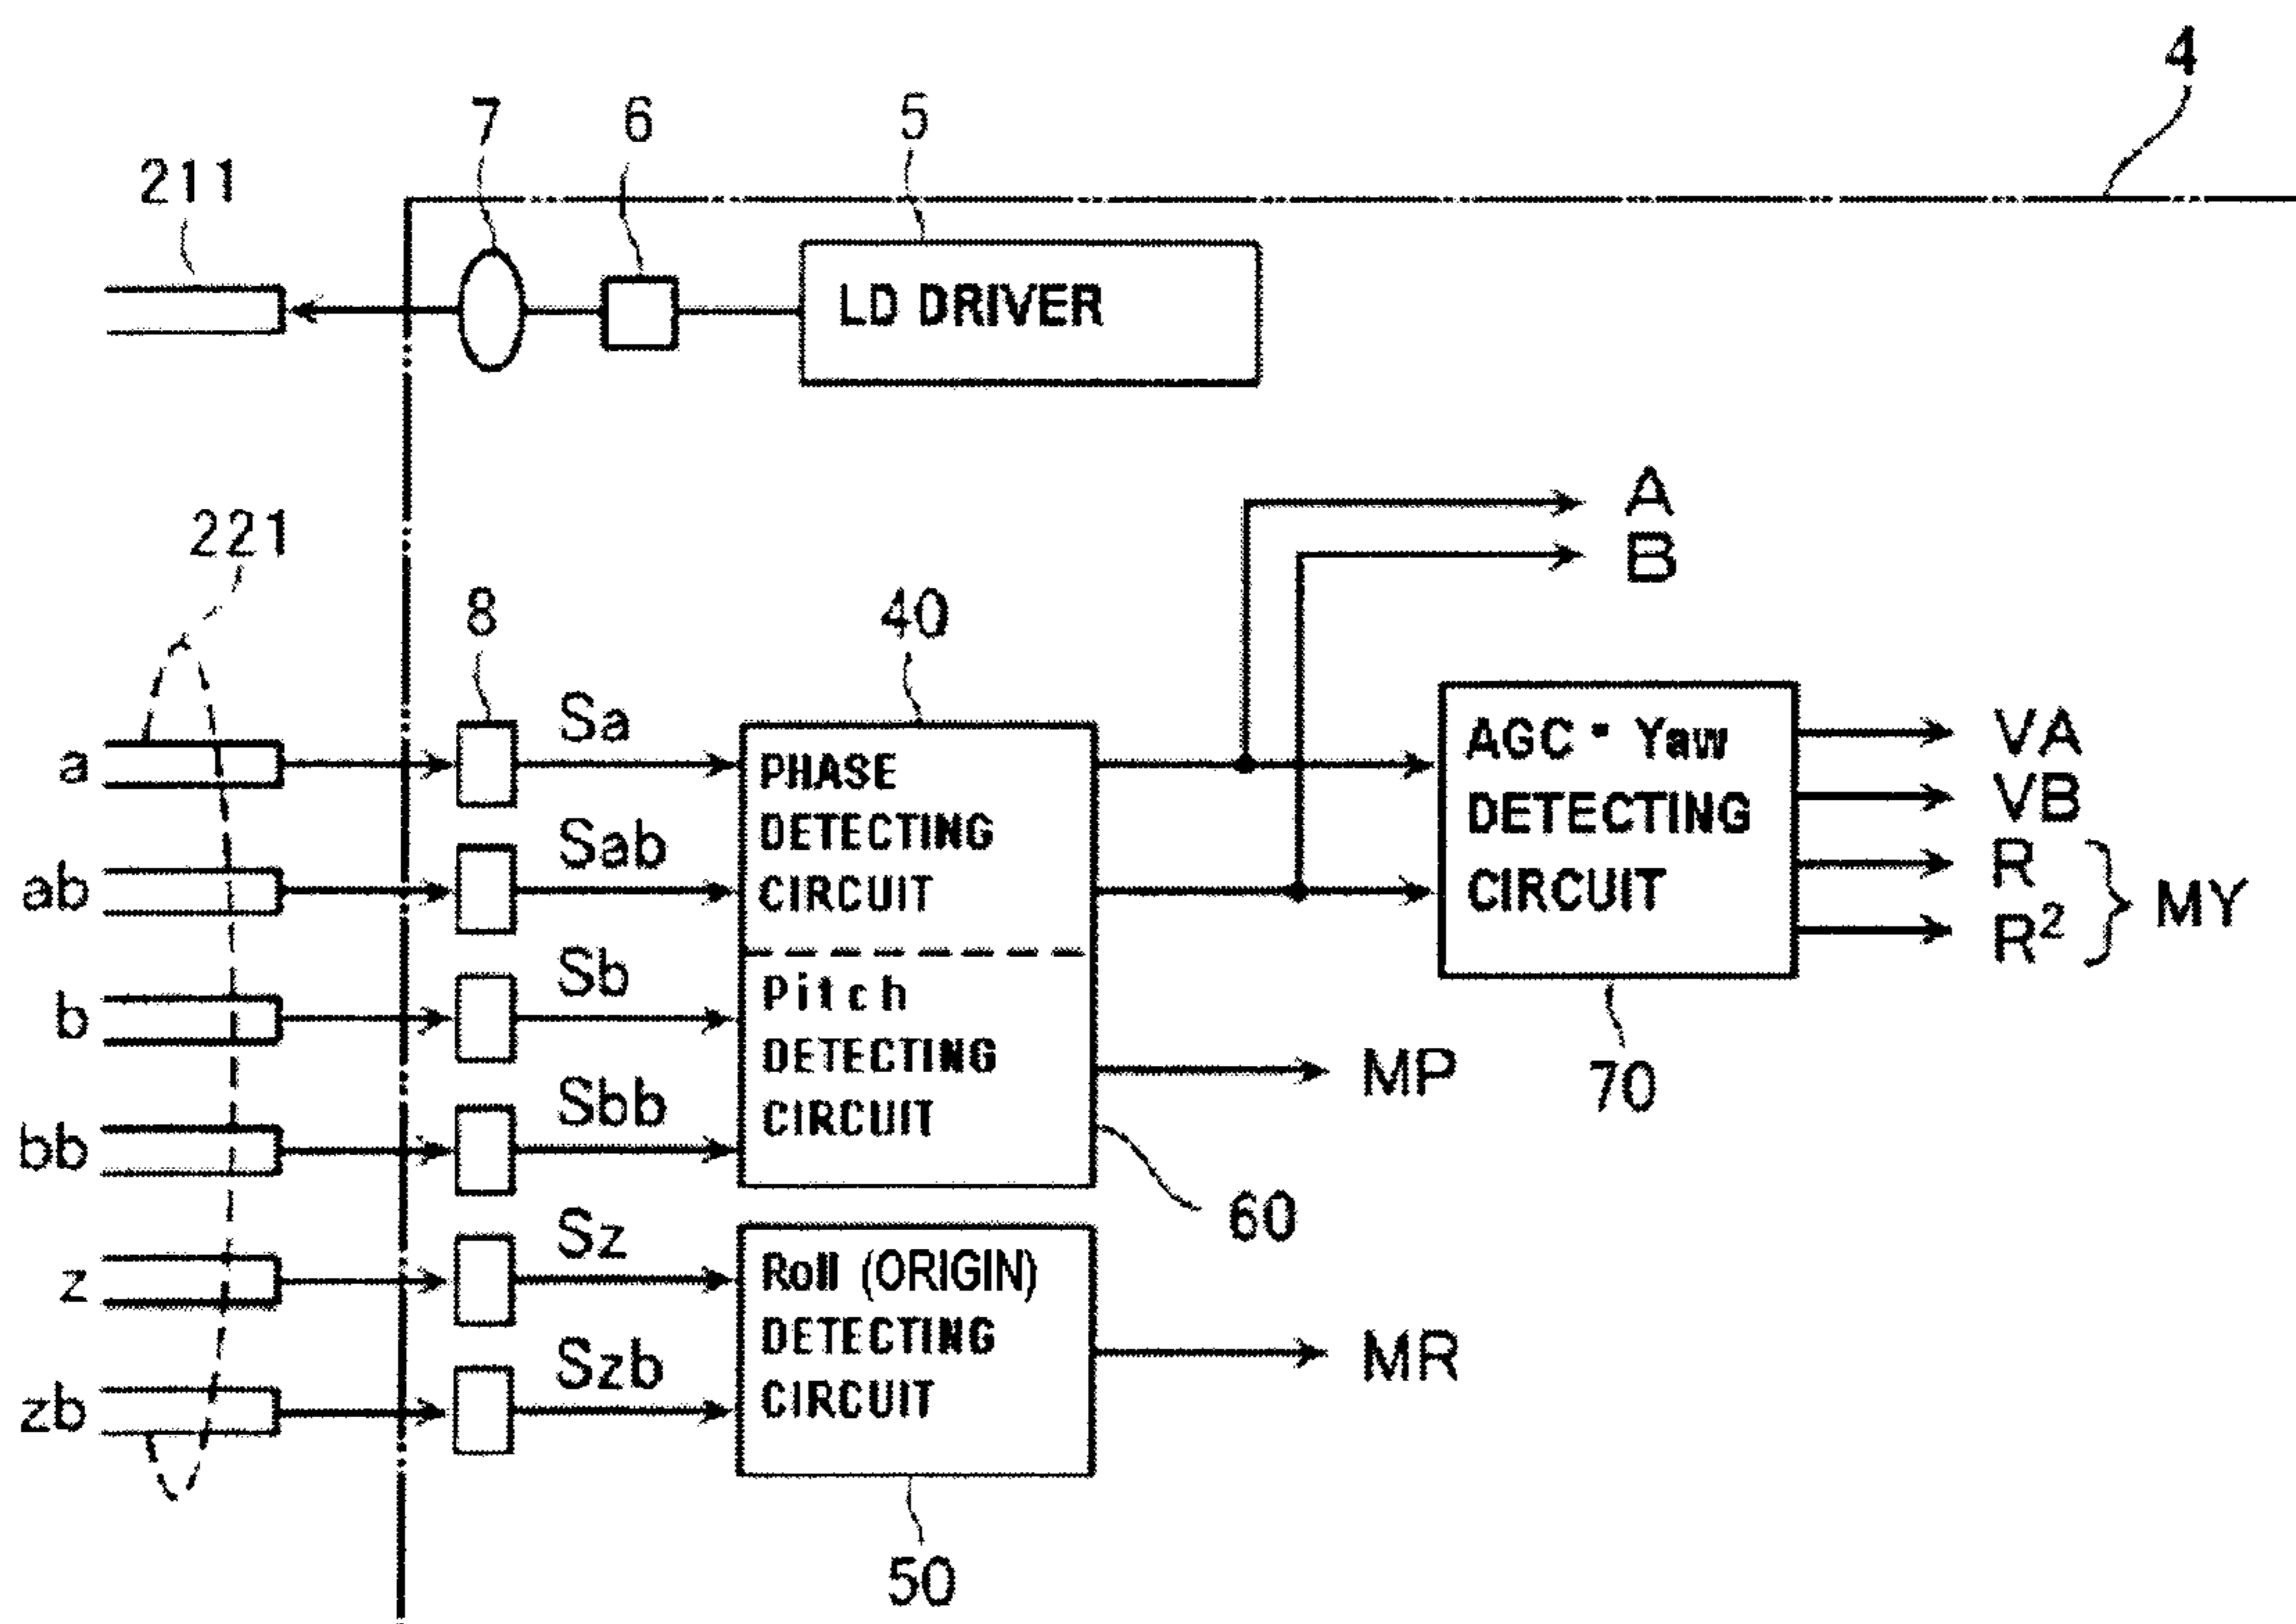 4
7
6
5
211
LD DRIVER
221
A
B
8
40
a
Sa
PHASE
DETECTING
CIRCUIT
ab
Sab
b
Sb
Pitch
DETECTING
CIRCUIT
bb
Sbb
60
AGC・Yaw
DETECTING
CIRCUIT
70
VA
VB
R
R²
MY
MP
z
Sz
Roll (ORIGIN)
DETECTING
CIRCUIT
zb
Szb
MR
50